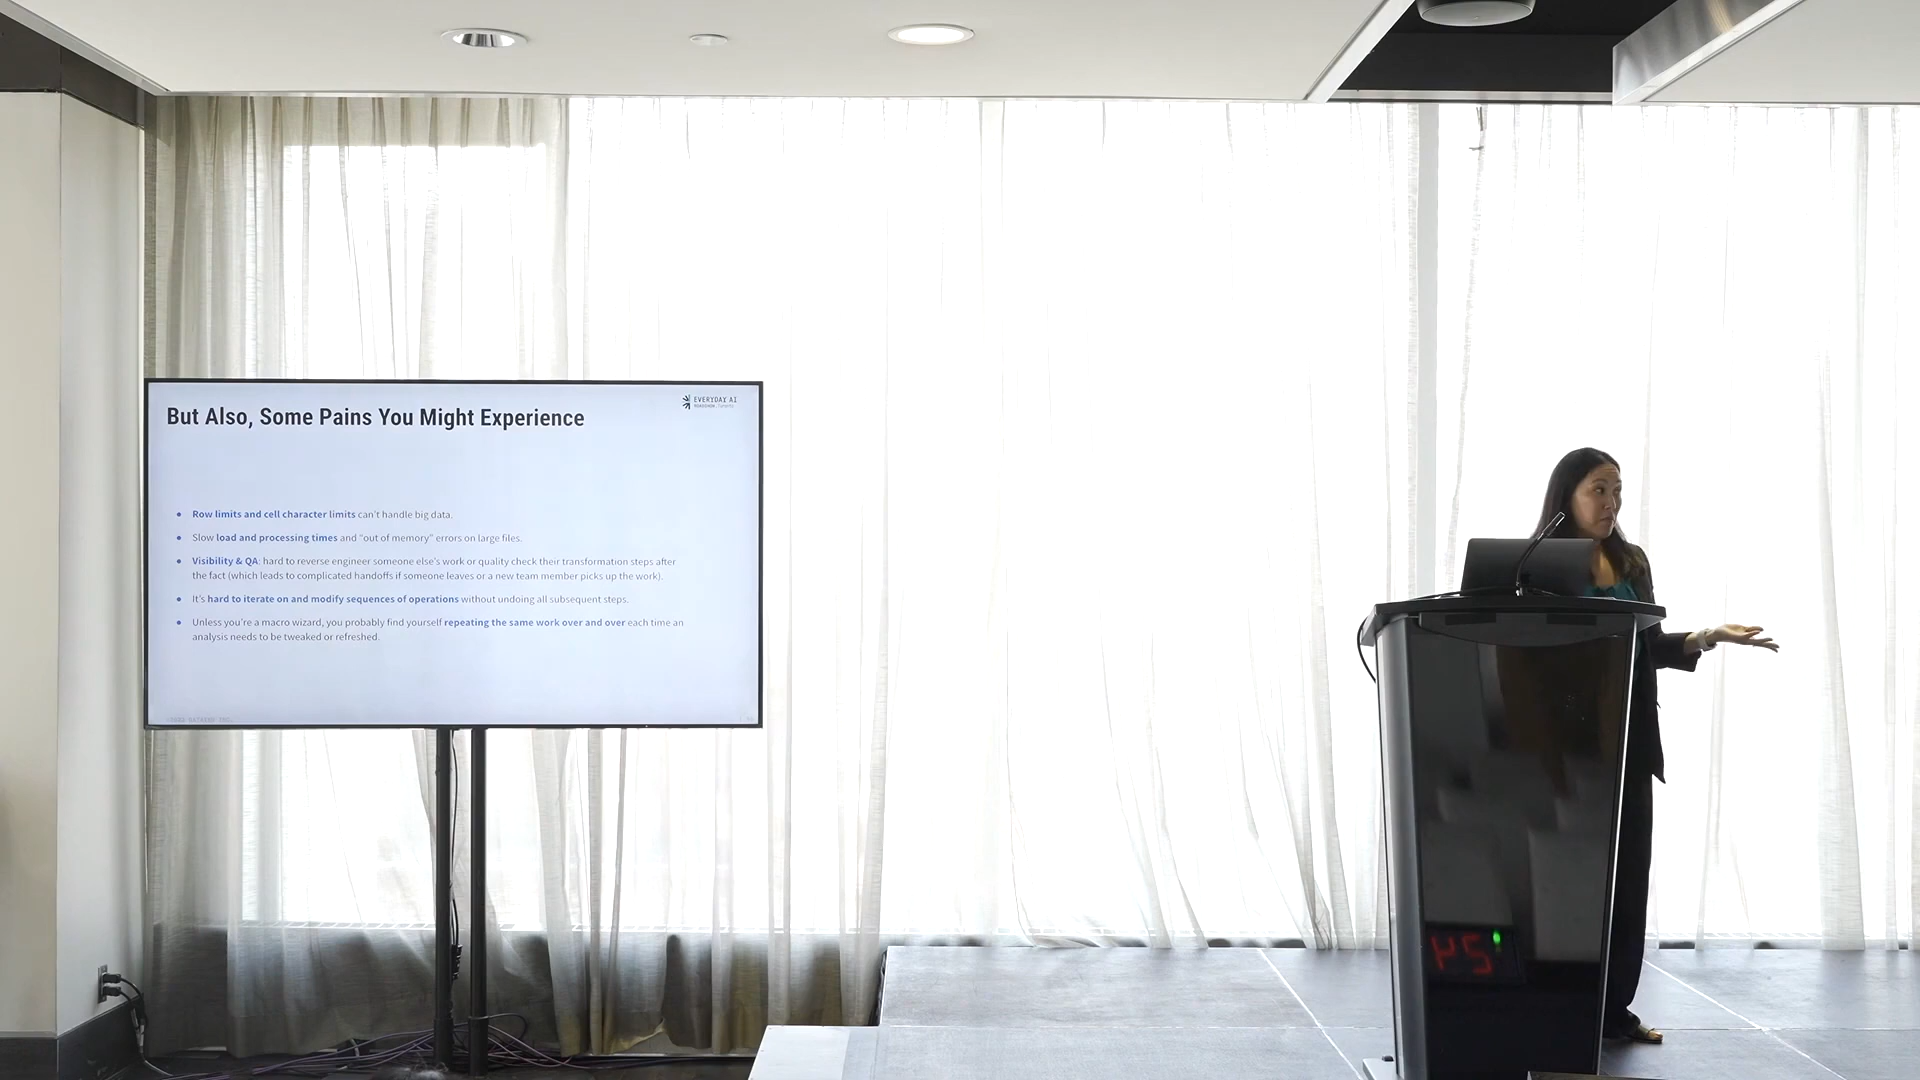 EVERYDAY AI
But Also, Some Pains You Might Experience
• Row limits and cell character limits can't handle big data.
• Slow load and processing times and "out of memory" errors on large files.
• Visibility & QA: hard to reverse engineer someone else's work or quality check their transformation steps after
the fact (which leads to complicated handoffs if someone leaves or a new team member picks up the work).
• It's hard to iterate on and modify sequences of operations without undoing all subsequent steps.
• Unless you're a macro wizard, you probably find yourself repeating the same work over and over each time an
analysis needs to be tweaked or refreshed.